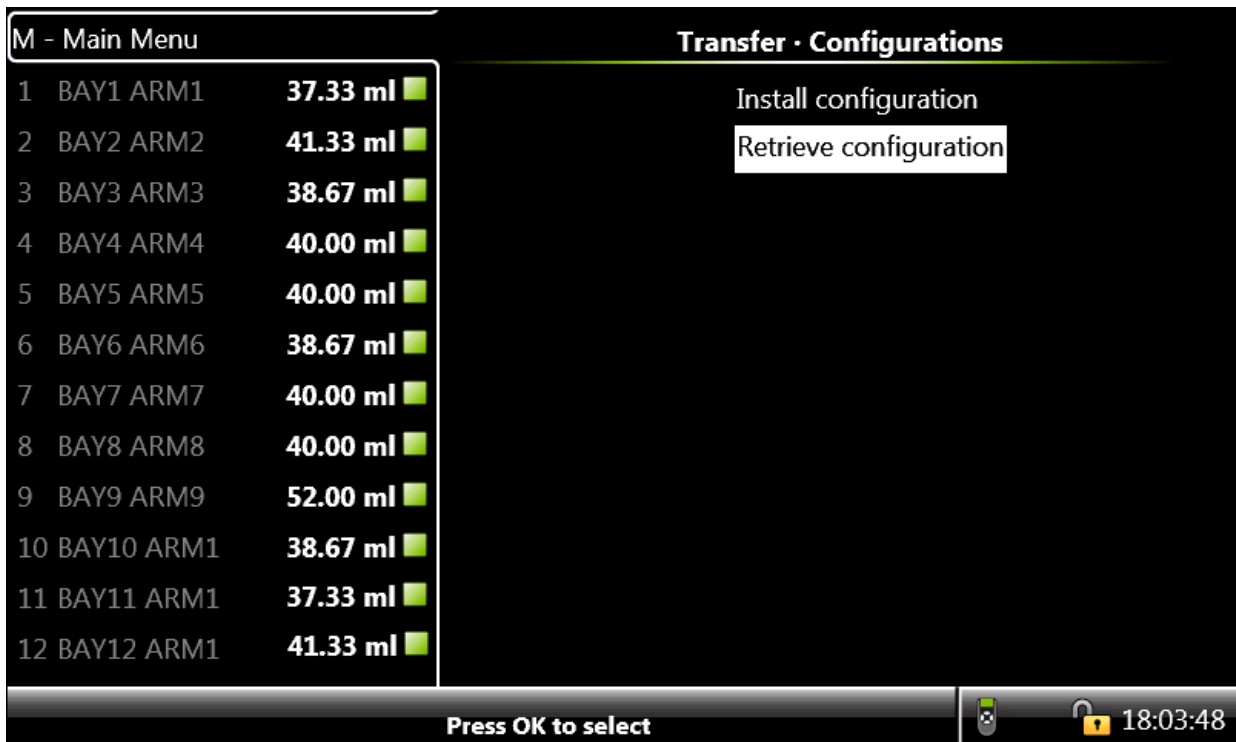 M - Main Menu
1 BAY1 ARM1 37.33 ml
2 BAY2 ARM2 41.33 ml
3 BAY3 ARM3 38.67 ml
4 BAY4 ARM4 40.00 ml
5 BAY5 ARM5 40.00 ml
6 BAY6 ARM6 38.67 ml
7 BAY7 ARM7 40.00 ml
8 BAY8 ARM8 40.00 ml
9 BAY9 ARM9 52.00 ml
10 BAY10 ARM1 38.67 ml
11 BAY11 ARM1 37.33 ml
12 BAY12 ARM1 41.33 ml
Transfer · Configurations
Install configuration
Retrieve configuration
Press OK to select
18:03:48